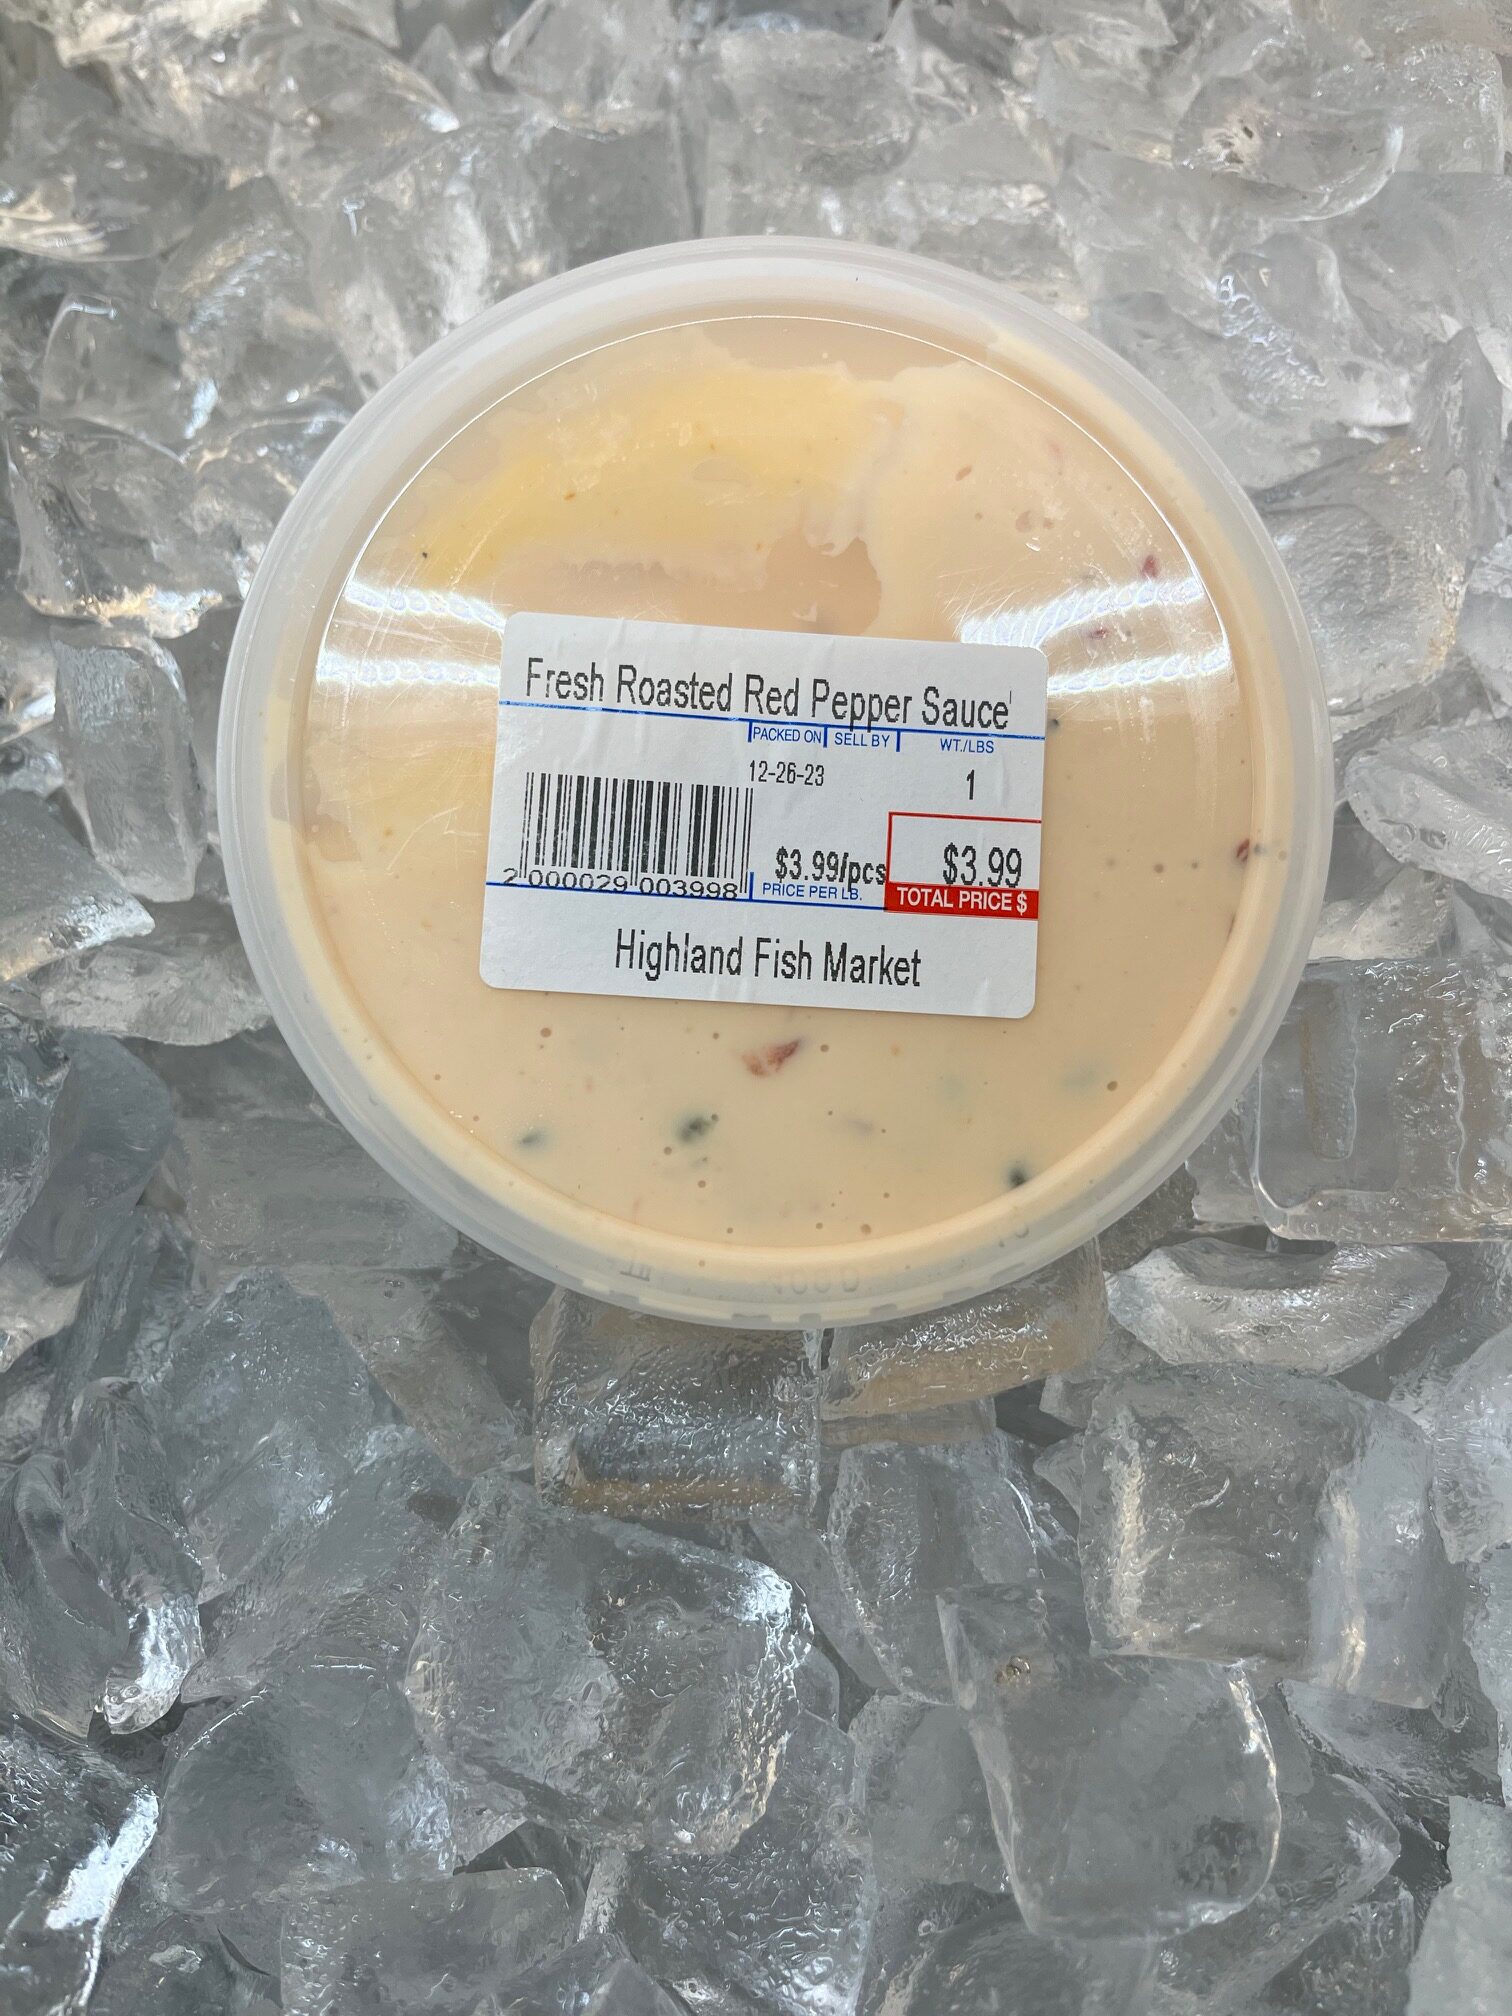 Fresh Roasted Red Pepper Sauce
PACKED ON SELL BY WT./LBS
12-26-23 1
$3.99/pcs $3.99
2 000029 003998
PRICE PER LB. TOTAL PRICE $
Highland Fish Market